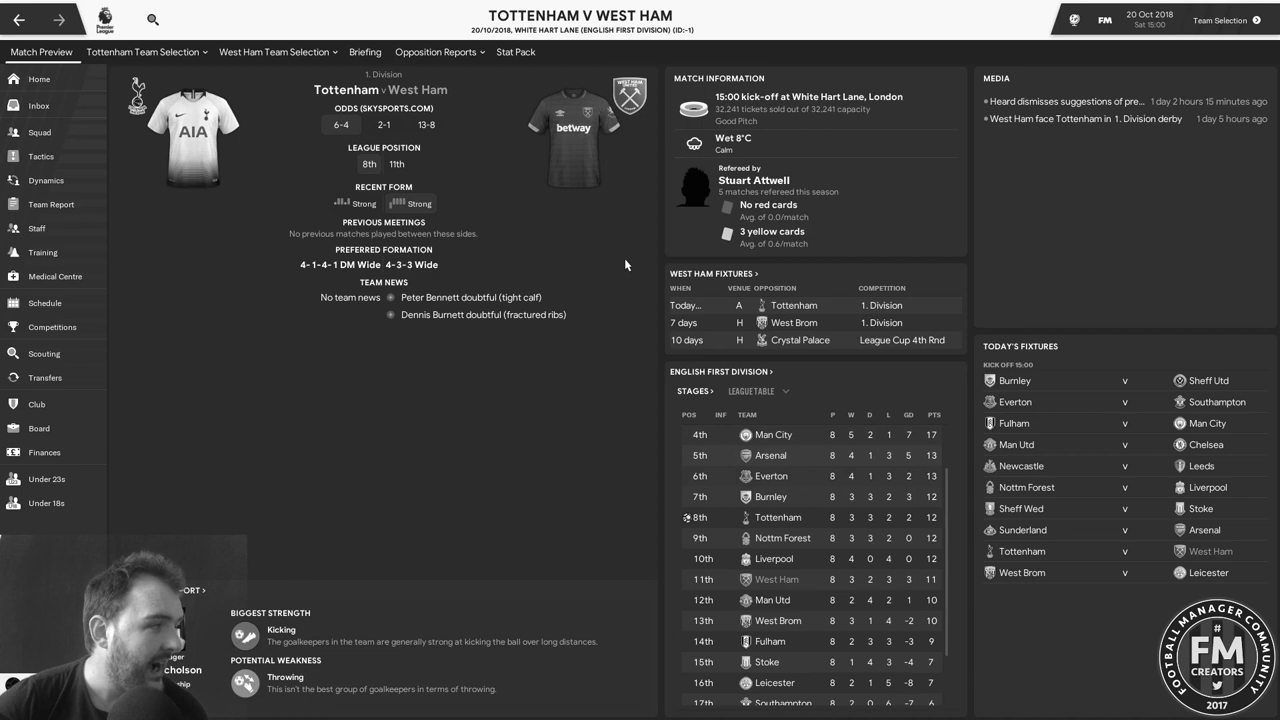 TOTTENHAM V WEST HAM
20/10/2018, WHITE HART LANE (ENGLISH FIRST DIVISION) (ID:-1)
Premier League
FM
20 Oct 2018
Sat 15:00
Team Selection
Match Preview
Tottenham Team Selection
West Ham Team Selection
Briefing
Opposition Reports
Stat Pack
Home
Inbox
Squad
Tactics
Dynamics
Team Report
Staff
Training
Medical Centre
Schedule
Competitions
Scouting
Transfers
Club
Board
Finances
Under 23s
Under 18s
1. Division
Tottenham v West Ham
ODDS (SKYSPORTS.COM)
6-4 2-1 13-8
LEAGUE POSITION
8th 11th
RECENT FORM
Strong Strong
PREVIOUS MEETINGS
No previous matches played between these sides.
PREFERRED FORMATION
4-1-4-1 DM Wide 4-3-3 Wide
TEAM NEWS
No team news Peter Bennett doubtful (tight calf)
Dennis Burnett doubtful (fractured ribs)
AIA
betway
WEST HAM UNITED
ORT >
ager
cholson
ship
BIGGEST STRENGTH
Kicking
The goalkeepers in the team are generally strong at kicking the ball over long distances.
POTENTIAL WEAKNESS
Throwing
This isn't the best group of goalkeepers in terms of throwing.
MATCH INFORMATION
15:00 kick-off at White Hart Lane, London
32,241 tickets sold out of 32,241 capacity
Good Pitch
Wet 8°C
Calm
Refereed by
Stuart Attwell
5 matches refereed this season
No red cards
Avg. of 0.0/match
3 yellow cards
Avg. of 0.6/match
WEST HAM FIXTURES >
WHEN VENUE OPPOSITION COMPETITION
Today... A Tottenham 1. Division
7 days H West Brom 1. Division
10 days H Crystal Palace League Cup 4th Rnd
ENGLISH FIRST DIVISION >
STAGES > LEAGUE TABLE
POS INF TEAM P W D L GD PTS
4th Man City 8 5 2 1 7 17
5th Arsenal 8 4 1 3 5 13
6th Everton 8 4 1 3 2 13
7th Burnley 8 3 3 2 3 12
8th Tottenham 8 3 3 2 2 12
9th Nottm Forest 8 3 3 2 0 12
10th Liverpool 8 4 0 4 0 12
11th West Ham 8 3 2 3 3 11
12th Man Utd 8 2 4 2 1 10
13th West Brom 8 3 1 4 -2 10
14th Fulham 8 2 3 3 -3 9
15th Stoke 8 1 4 3 -4 7
16th Leicester 8 2 1 5 -8 7
17th Southampton 8 2 0 6 -7 6
MEDIA
Heard dismisses suggestions of pre... 1 day 2 hours 15 minutes ago
West Ham face Tottenham in 1. Division derby 1 day 5 hours ago
TODAY'S FIXTURES
KICK OFF 15:00
Burnley v Sheff Utd
Everton v Southampton
Fulham v Man City
Man Utd v Chelsea
Newcastle v Leeds
Nottm Forest v Liverpool
Sheff Wed v Stoke
Sunderland v Arsenal
Tottenham v West Ham
West Brom v Leicester
FOOTBALLMANAGER.COMMUNITY
#
FM
CREATORS
2017